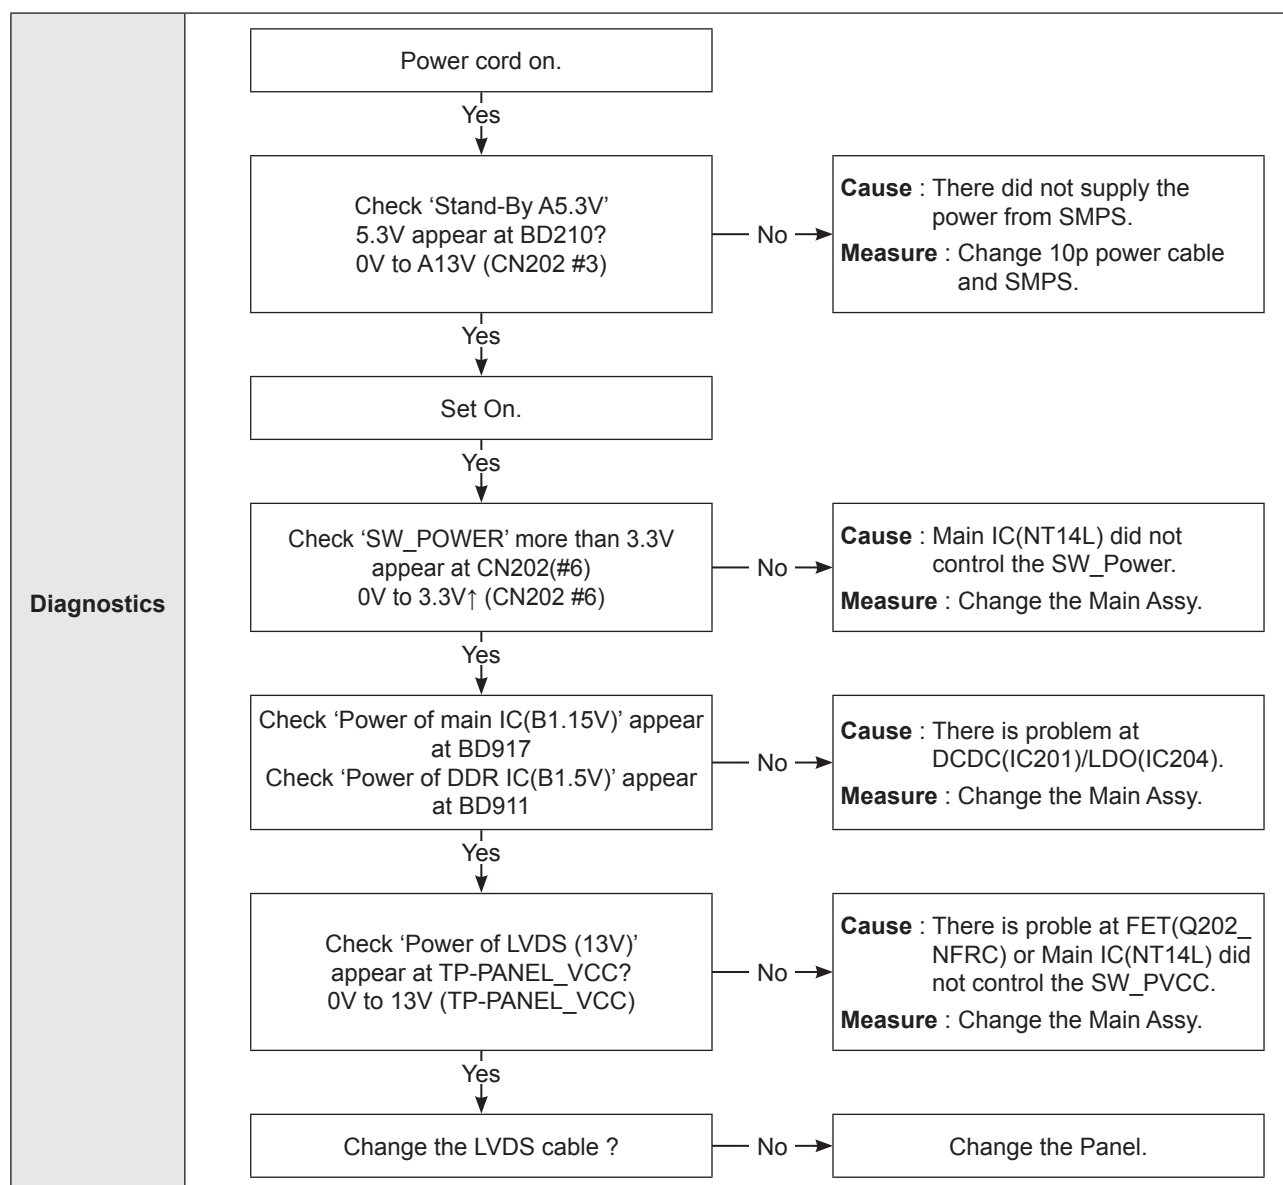 Diagnostics
Power cord on.
Yes
Check ‘Stand-By A5.3V’
5.3V appear at BD210?
0V to A13V (CN202 #3)
No
Cause : There did not supply the
power from SMPS.
Measure : Change 10p power cable
and SMPS.
Yes
Set On.
Yes
Check ‘SW_POWER’ more than 3.3V
appear at CN202(#6)
0V to 3.3V↑ (CN202 #6)
No
Cause : Main IC(NT14L) did not
control the SW_Power.
Measure : Change the Main Assy.
Yes
Check ‘Power of main IC(B1.15V)’ appear
at BD917
Check ‘Power of DDR IC(B1.5V)’ appear
at BD911
No
Cause : There is problem at
DCDC(IC201)/LDO(IC204).
Measure : Change the Main Assy.
Yes
Check ‘Power of LVDS (13V)’
appear at TP-PANEL_VCC?
0V to 13V (TP-PANEL_VCC)
No
Cause : There is proble at FET(Q202_
NFRC) or Main IC(NT14L) did
not control the SW_PVCC.
Measure : Change the Main Assy.
Yes
Change the LVDS cable ?
No
Change the Panel.